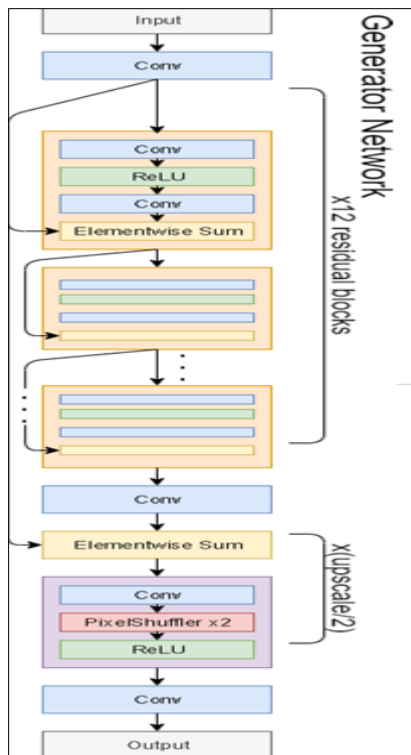 Generator Network
Input
Conv
x12 residual blocks
Conv
ReLU
Conv
Elementwise Sum
Conv
Elementwise Sum
x(upscale/2)
Conv
PixelShuffler x2
ReLU
Conv
Output